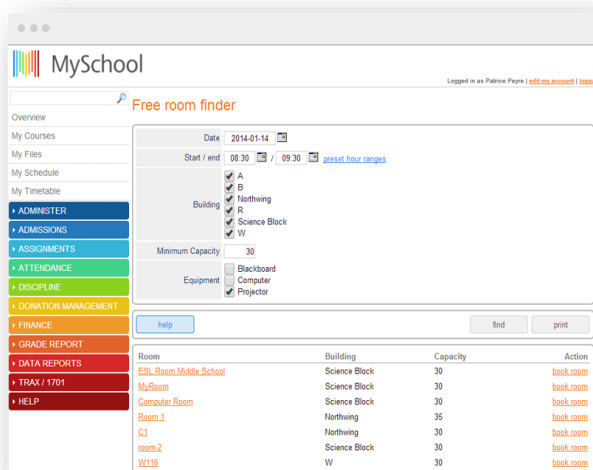 MySchool
Logged in as Patrice Peyre | edit my account |
Free room finder
Overview
My Courses
My Files
My Schedule
My Timetable
ADMINISTER
ADMISSIONS
ASSIGNMENTS
ATTENDANCE
DISCIPLINE
DONATION MANAGEMENT
FINANCE
GRADE REPORT
DATA REPORTS
TRAX / 1701
HELP
Date 2014-01-14
Start / end 08:30 / 09:30 preset hour ranges
Building
A
B
Northwing
R
Science Block
W
Minimum Capacity 30
Equipment
Blackboard
Computer
Projector
help find print
Room Building Capacity Action
ESL Room Middle School Science Block 30 book room
MyRoom Science Block 30 book room
Computer Room Science Block 30 book room
Room 1 Northwing 35 book room
C1 Northwing 30 book room
room-2 Science Block 30 book room
W116 W 30 book room